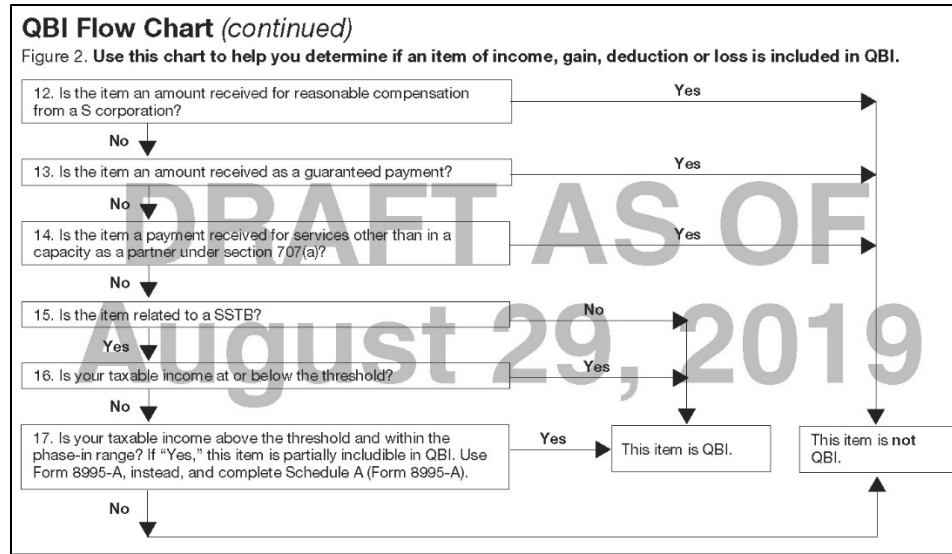 QBI Flow Chart (continued)
Figure 2. Use this chart to help you determine if an item of income, gain, deduction or loss is included in QBI.
12. Is the item an amount received for reasonable compensation
from a S corporation?
Yes
No
13. Is the item an amount received as a guaranteed payment?
Yes
No
14. Is the item a payment received for services other than in a
capacity as a partner under section 707(a)?
Yes
No
15. Is the item related to a SSTB?
No
Yes
16. Is your taxable income at or below the threshold?
Yes
No
17. Is your taxable income above the threshold and within the
phase-in range? If “Yes,” this item is partially includible in QBI. Use
Form 8995-A, instead, and complete Schedule A (Form 8995-A).
Yes
This item is QBI.
This item is not
QBI.
No
DRAFT AS OF
August 29, 2019